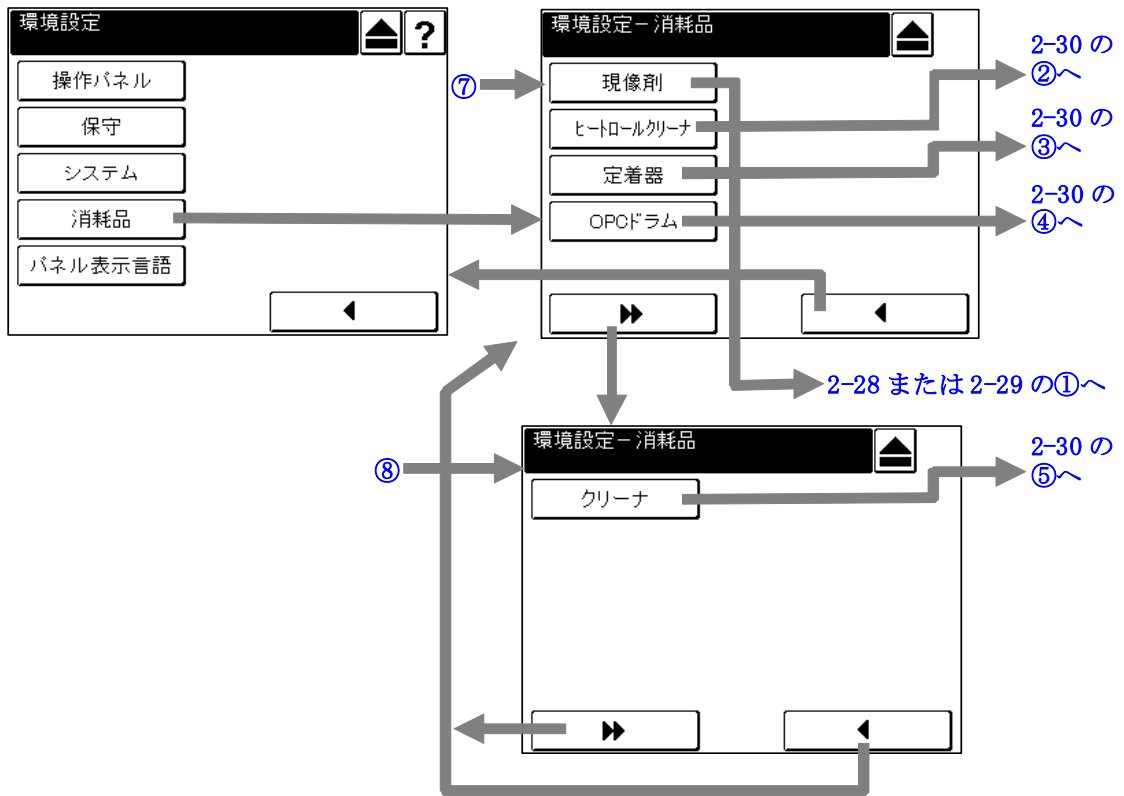 環境設定
?
操作パネル
保守
システム
消耗品
パネル表示言語
⑦
環境設定－消耗品
現像剤
ヒートロールクリーナ
定着器
OPCドラム
2-30 の
②へ
2-30 の
③へ
2-30 の
④へ
2-28 または 2-29 の①へ
⑧
環境設定－消耗品
クリーナ
2-30 の
⑤へ